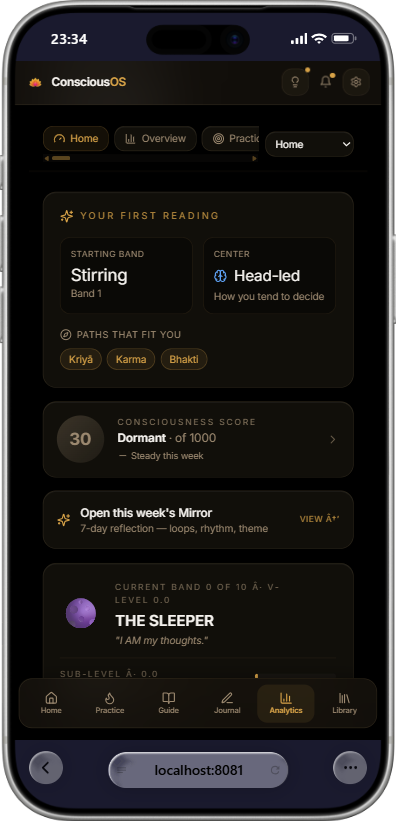 23:34
ConsciousOS
Home
Overview
Home
YOUR FIRST READING
STARTING BAND
Stirring
Band 1
CENTER
Head-led
How you tend to decide
PATHS THAT FIT YOU
Kriyā
Karma
Bhakti
30
CONSCIOUSNESS SCORE
Dormant · of 1000
— Steady this week
Open this week's Mirror
7-day reflection — loops, rhythm, theme
VIEW Â†'
CURRENT BAND 0 OF 10 Â· V-
LEVEL 0.0
THE SLEEPER
"I AM my thoughts."
SUB-LEVEL Â· 0.0
Home
Practice
Guide
Journal
Analytics
Library
localhost:8081